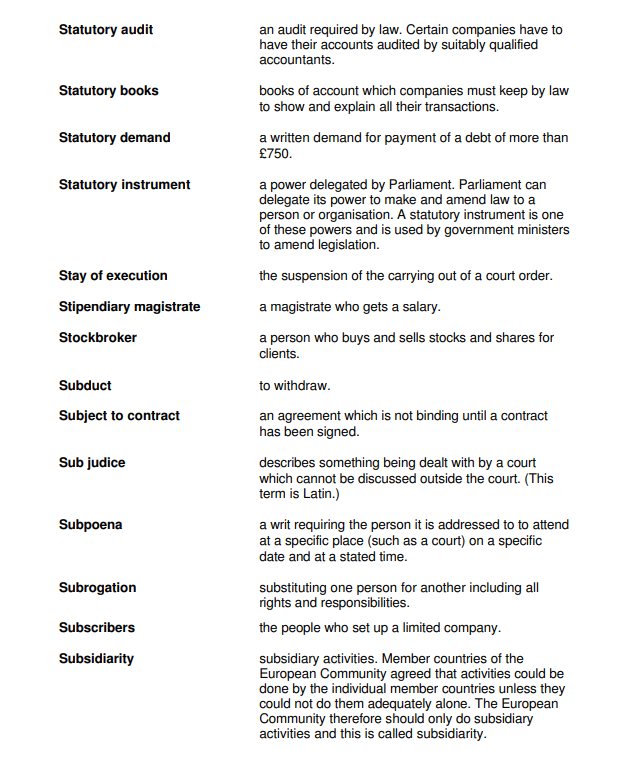 Statutory audit an audit required by law. Certain companies have to
have their accounts audited by suitably qualified
accountants.
Statutory books books of account which companies must keep by law
to show and explain all their transactions.
Statutory demand a written demand for payment of a debt of more than
£750.
Statutory instrument a power delegated by Parliament. Parliament can
delegate its power to make and amend law to a
person or organisation. A statutory instrument is one
of these powers and is used by government ministers
to amend legislation.
Stay of execution the suspension of the carrying out of a court order.
Stipendiary magistrate a magistrate who gets a salary.
Stockbroker a person who buys and sells stocks and shares for
clients.
Subduct to withdraw.
Subject to contract an agreement which is not binding until a contract
has been signed.
Sub judice describes something being dealt with by a court
which cannot be discussed outside the court. (This
term is Latin.)
Subpoena a writ requiring the person it is addressed to to attend
at a specific place (such as a court) on a specific
date and at a stated time.
Subrogation substituting one person for another including all
rights and responsibilities.
Subscribers the people who set up a limited company.
Subsidiarity subsidiary activities. Member countries of the
European Community agreed that activities could be
done by the individual member countries unless they
could not do them adequately alone. The European
Community therefore should only do subsidiary
activities and this is called subsidiarity.